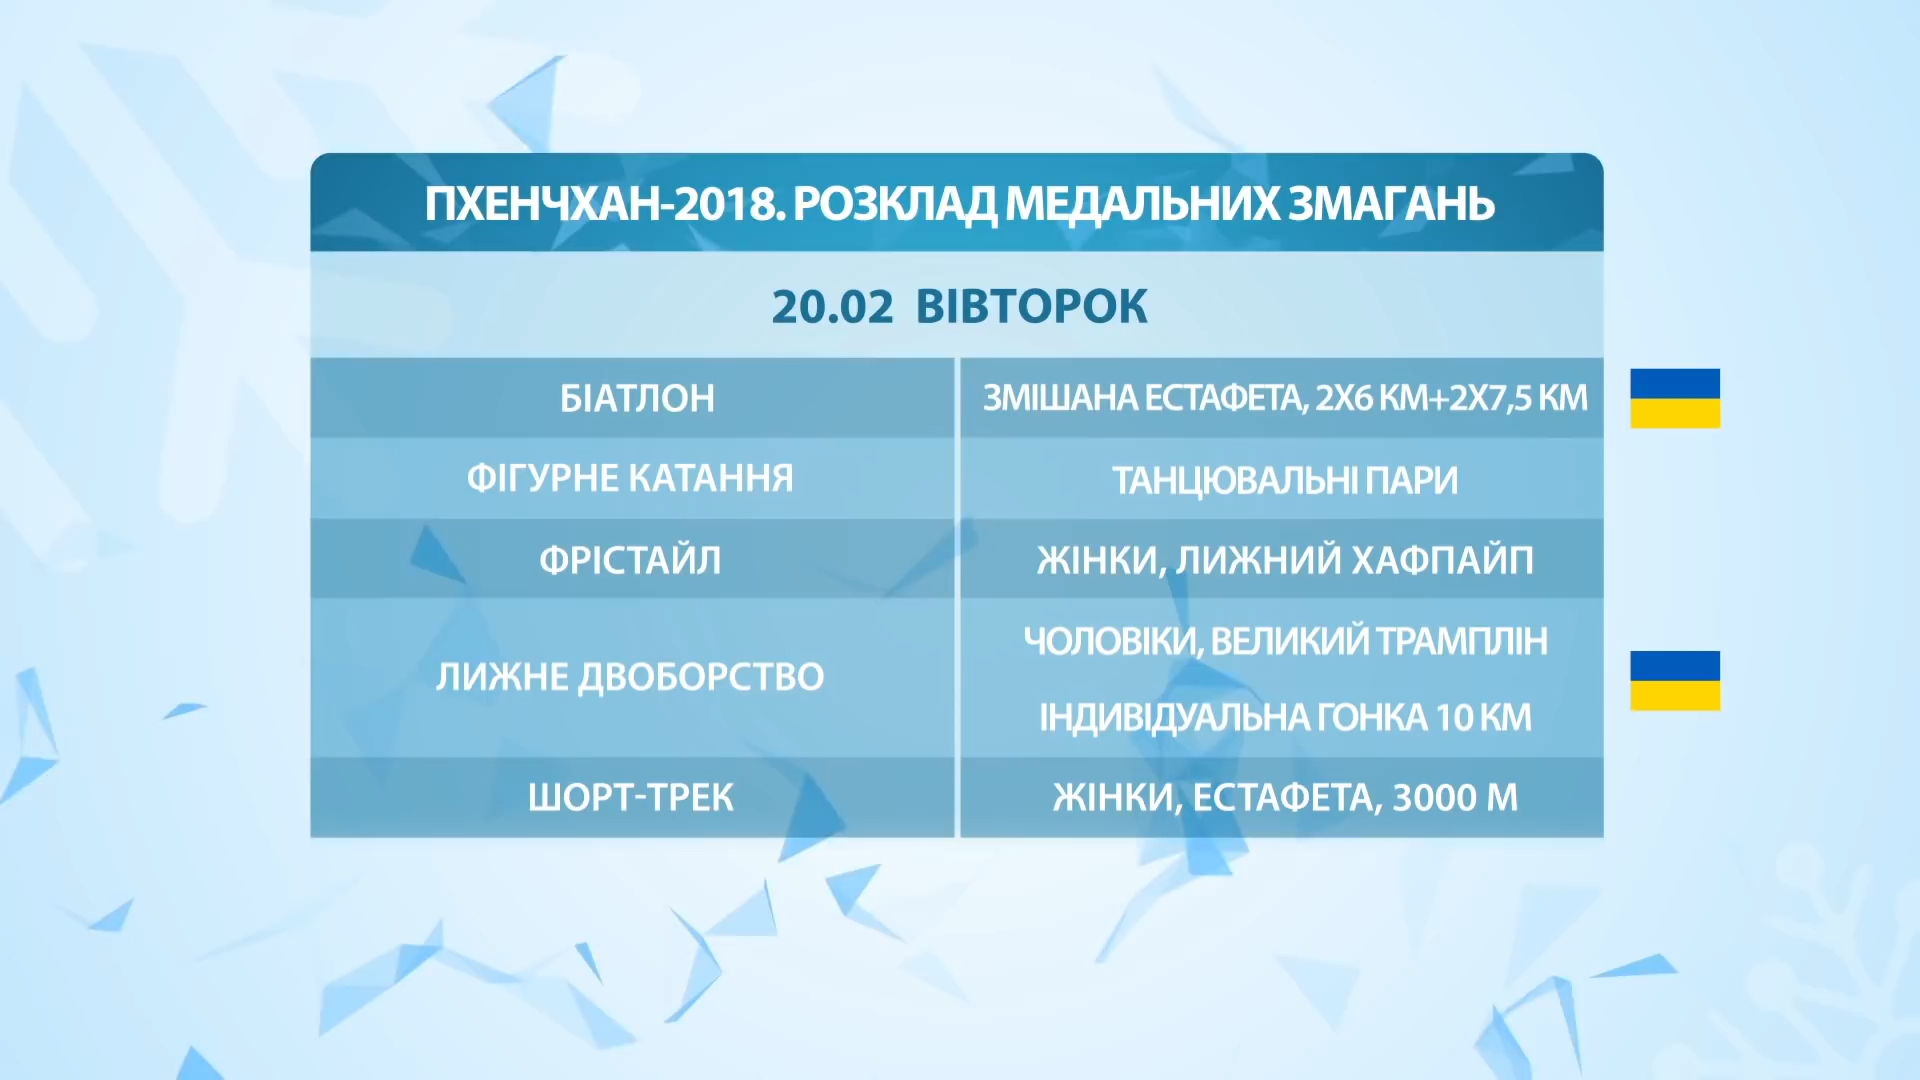 ПХЕНЧХАН-2018. РОЗКЛАД МЕДАЛЬНИХ ЗМАГАНЬ
20.02 ВІВТОРОК
БІАТЛОН
ЗМІШАНА ЕСТАФЕТА, 2Х6 КМ+2Х7,5 КМ
ФІГУРНЕ КАТАННЯ
ТАНЦЮВАЛЬНІ ПАРИ
ФРІСТАЙЛ
ЖІНКИ, ЛИЖНИЙ ХАФПАЙП
ЛИЖНЕ ДВОБОРСТВО
ЧОЛОВІКИ, ВЕЛИКИЙ ТРАМПЛІН
ІНДИВІДУАЛЬНА ГОНКА 10 КМ
ШОРТ-ТРЕК
ЖІНКИ, ЕСТАФЕТА, 3000 М